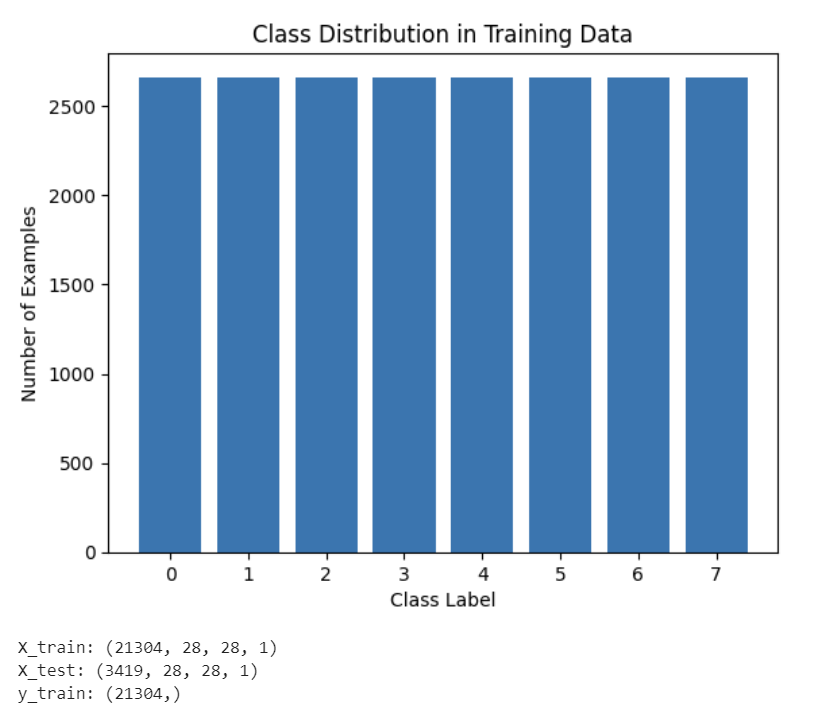 Class Distribution in Training Data
2500
2000
1500
1000
500
0
Number of Examples
0 1 2 3 4 5 6 7
Class Label
X_train: (21304, 28, 28, 1)
X_test: (3419, 28, 28, 1)
y_train: (21304,)